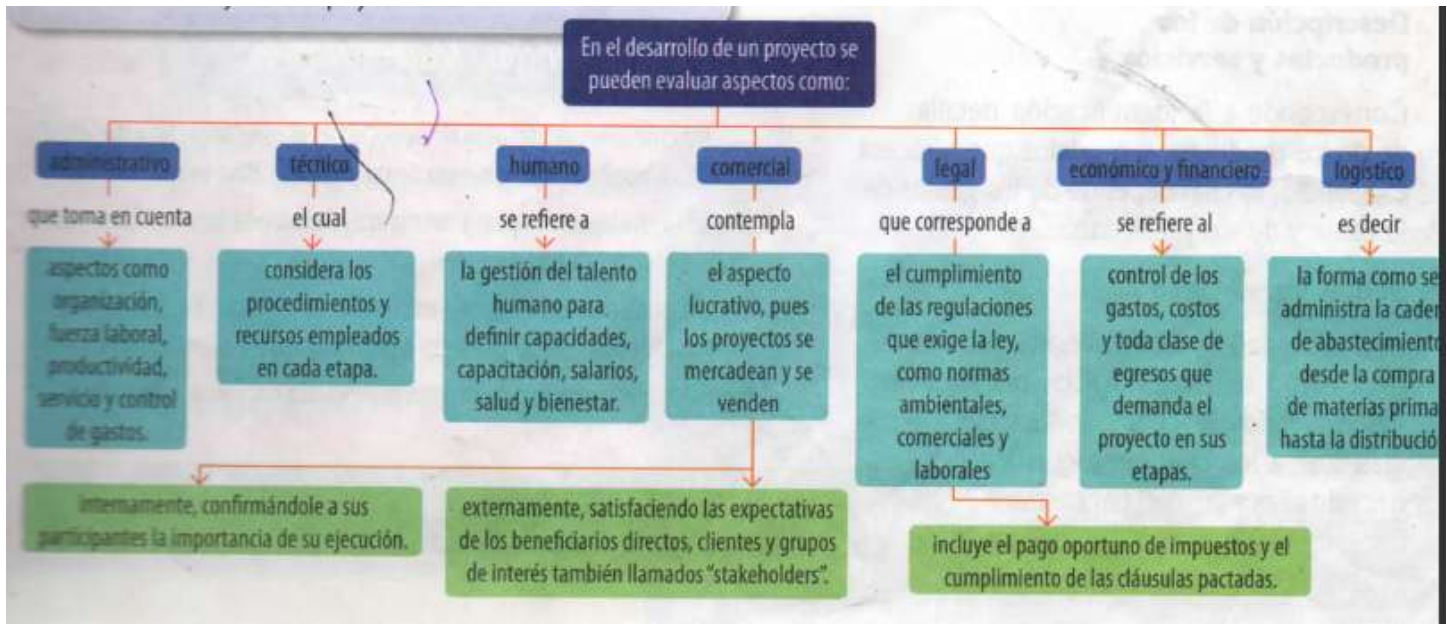 En el desarrollo de un proyecto se
pueden evaluar aspectos como:
administrativo
que toma en cuenta
aspectos como
organización,
fuerza laboral,
productividad,
servicio y control
de gastos.
técnico
el cual
considera los
procedimientos y
recursos empleados
en cada etapa.
humano
se refiere a
la gestión del talento
humano para
definir capacidades,
capacitación, salarios,
salud y bienestar.
comercial
contempla
el aspecto
lucrativo, pues
los proyectos se
mercadean y se
venden
internamente, confirmándole a sus
participantes la importancia de su ejecución.
externamente, satisfaciendo las expectativas
de los beneficiarios directos, clientes y grupos
de interés también llamados “stakeholders”.
legal
que corresponde a
el cumplimiento
de las regulaciones
que exige la ley,
como normas
ambientales,
comerciales y
laborales
incluye el pago oportuno de impuestos y el
cumplimiento de las cláusulas pactadas.
económico y financiero
se refiere al
control de los
gastos, costos
y toda clase de
egresos que
demanda el
proyecto en sus
etapas.
logístico
es decir
la forma como se
administra la caden
de abastecimiento
desde la compra
de materias prima
hasta la distribució
Descripción de los
productos y servicios